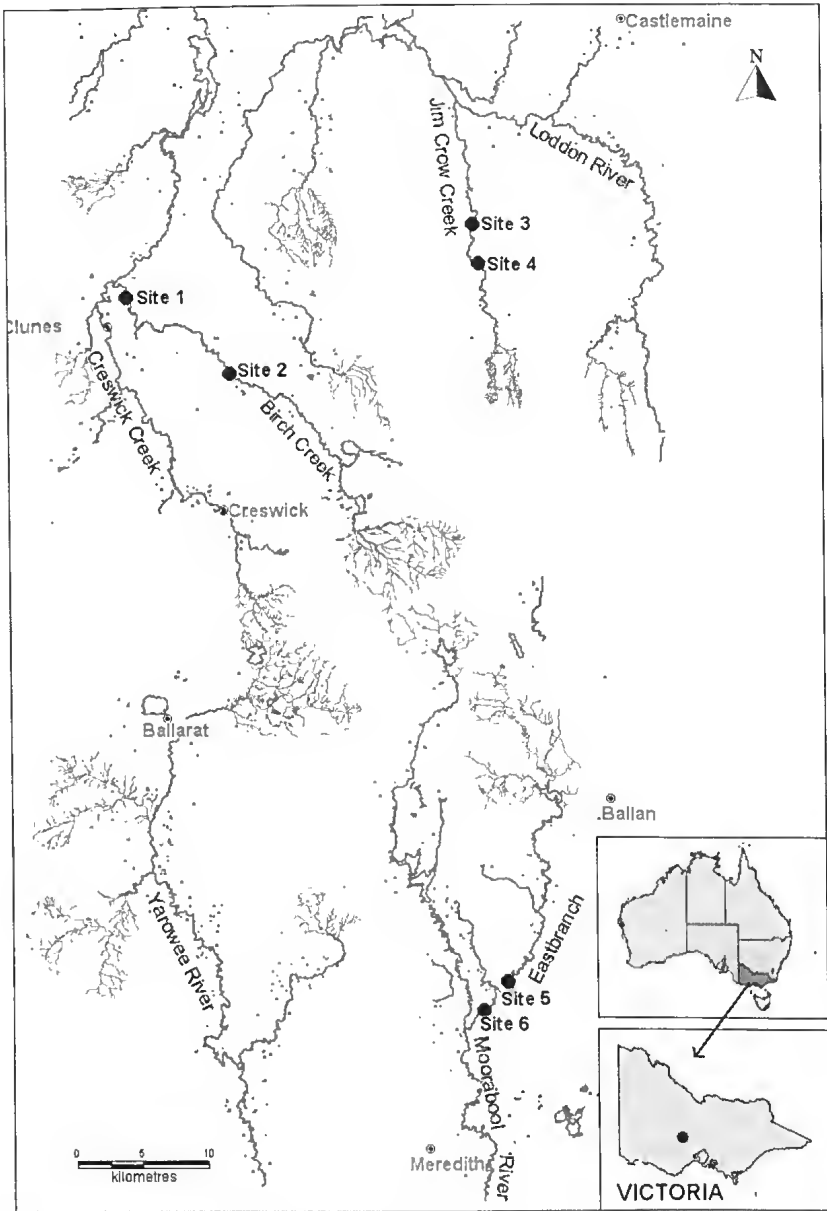 Castlemaine
N
Jim Crow Creek
Loddon River
Site 3
Site 4
Site 1
Clunes
Site 2
Creswick Creek
Birch Creek
Creswick
Ballarat
Ballan
Yarowee River
Eastbranch
Site 5
Site 6
Moorabool River
0 5 10
kilometres
Meredith
VICTORIA